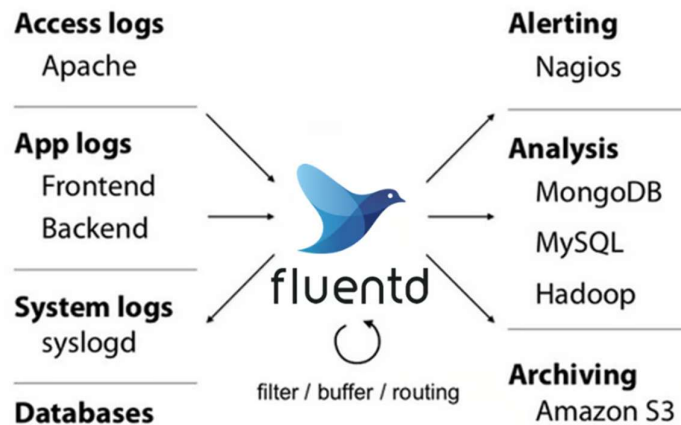 Access logs
Apache
App logs
Frontend
Backend
System logs
syslogd
Databases
fluentd
filter / buffer / routing
Alerting
Nagios
Analysis
MongoDB
MySQL
Hadoop
Archiving
Amazon S3